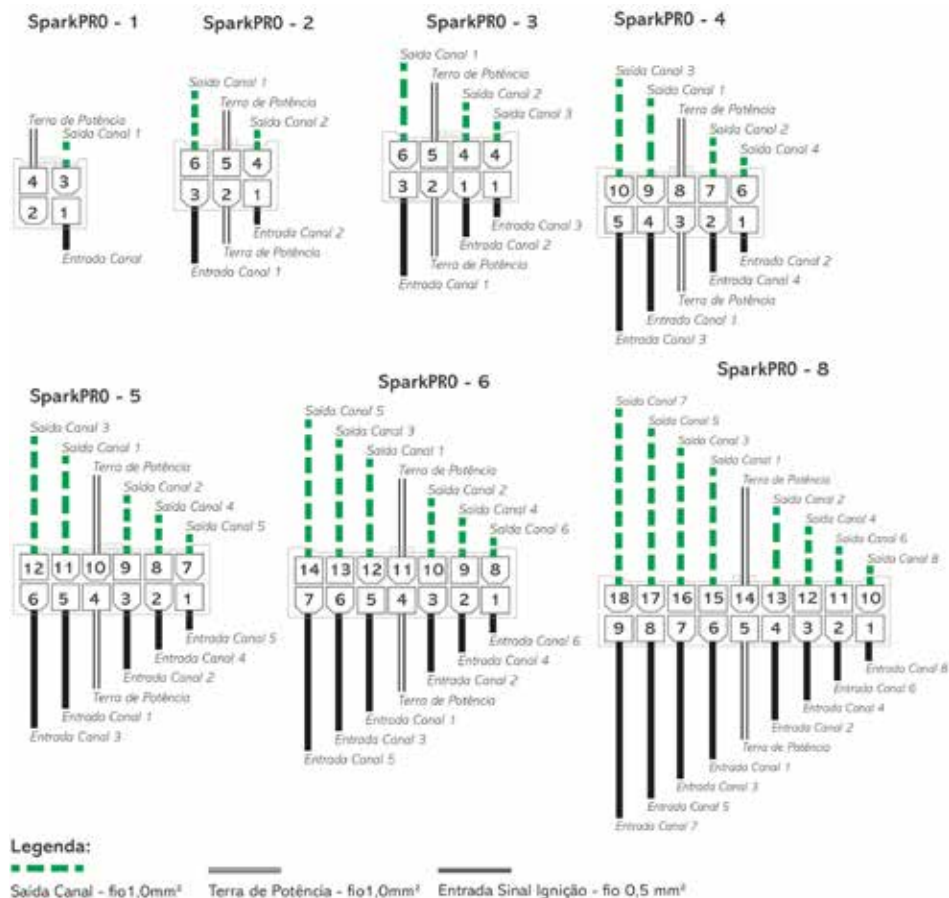 SparkPRO - 1
Terra de Potência
Saída Canal 1
4 3
2 1
Entrada Canal
SparkPRO - 2
Saída Canal 1
Terra de Potência
Saída Canal 2
6 5 4
3 2 1
Entrada Canal 2
Terra de Potência
Entrada Canal 1
SparkPRO - 3
Saída Canal 1
Terra de Potência
Saída Canal 2
Saída Canal 3
6 5 4 4
3 2 1 1
Entrada Canal 3
Entrada Canal 2
Terra de Potência
Entrada Canal 1
SparkPRO - 4
Saída Canal 3
Saída Canal 1
Terra de Potência
Saída Canal 2
Saída Canal 4
10 9 8 7 6
5 4 3 2 1
Entrada Canal 2
Entrada Canal 4
Terra de Potência
Entrada Canal 1
Entrada Canal 3
SparkPRO - 5
Saída Canal 3
Saída Canal 1
Terra de Potência
Saída Canal 2
Saída Canal 4
Saída Canal 5
12 11 10 9 8 7
6 5 4 3 2 1
Entrada Canal 5
Entrada Canal 4
Entrada Canal 2
Terra de Potência
Entrada Canal 1
Entrada Canal 3
SparkPRO - 6
Saída Canal 5
Saída Canal 3
Saída Canal 1
Terra de Potência
Saída Canal 2
Saída Canal 4
Saída Canal 6
14 13 12 11 10 9 8
7 6 5 4 3 2 1
Entrada Canal 6
Entrada Canal 4
Entrada Canal 2
Terra de Potência
Entrada Canal 1
Entrada Canal 3
Entrada Canal 5
SparkPRO - 8
Saída Canal 7
Saída Canal 5
Saída Canal 3
Saída Canal 1
Terra de Potência
Saída Canal 2
Saída Canal 4
Saída Canal 6
Saída Canal 8
18 17 16 15 14 13 12 11 10
9 8 7 6 5 4 3 2 1
Entrada Canal 8
Entrada Canal 6
Entrada Canal 4
Entrada Canal 2
Terra de Potência
Entrada Canal 1
Entrada Canal 3
Entrada Canal 5
Entrada Canal 7
Legenda:
Saída Canal - fio1,0mm²
Terra de Potência - fio1,0mm²
Entrada Sinal Ignição - fio 0,5 mm²